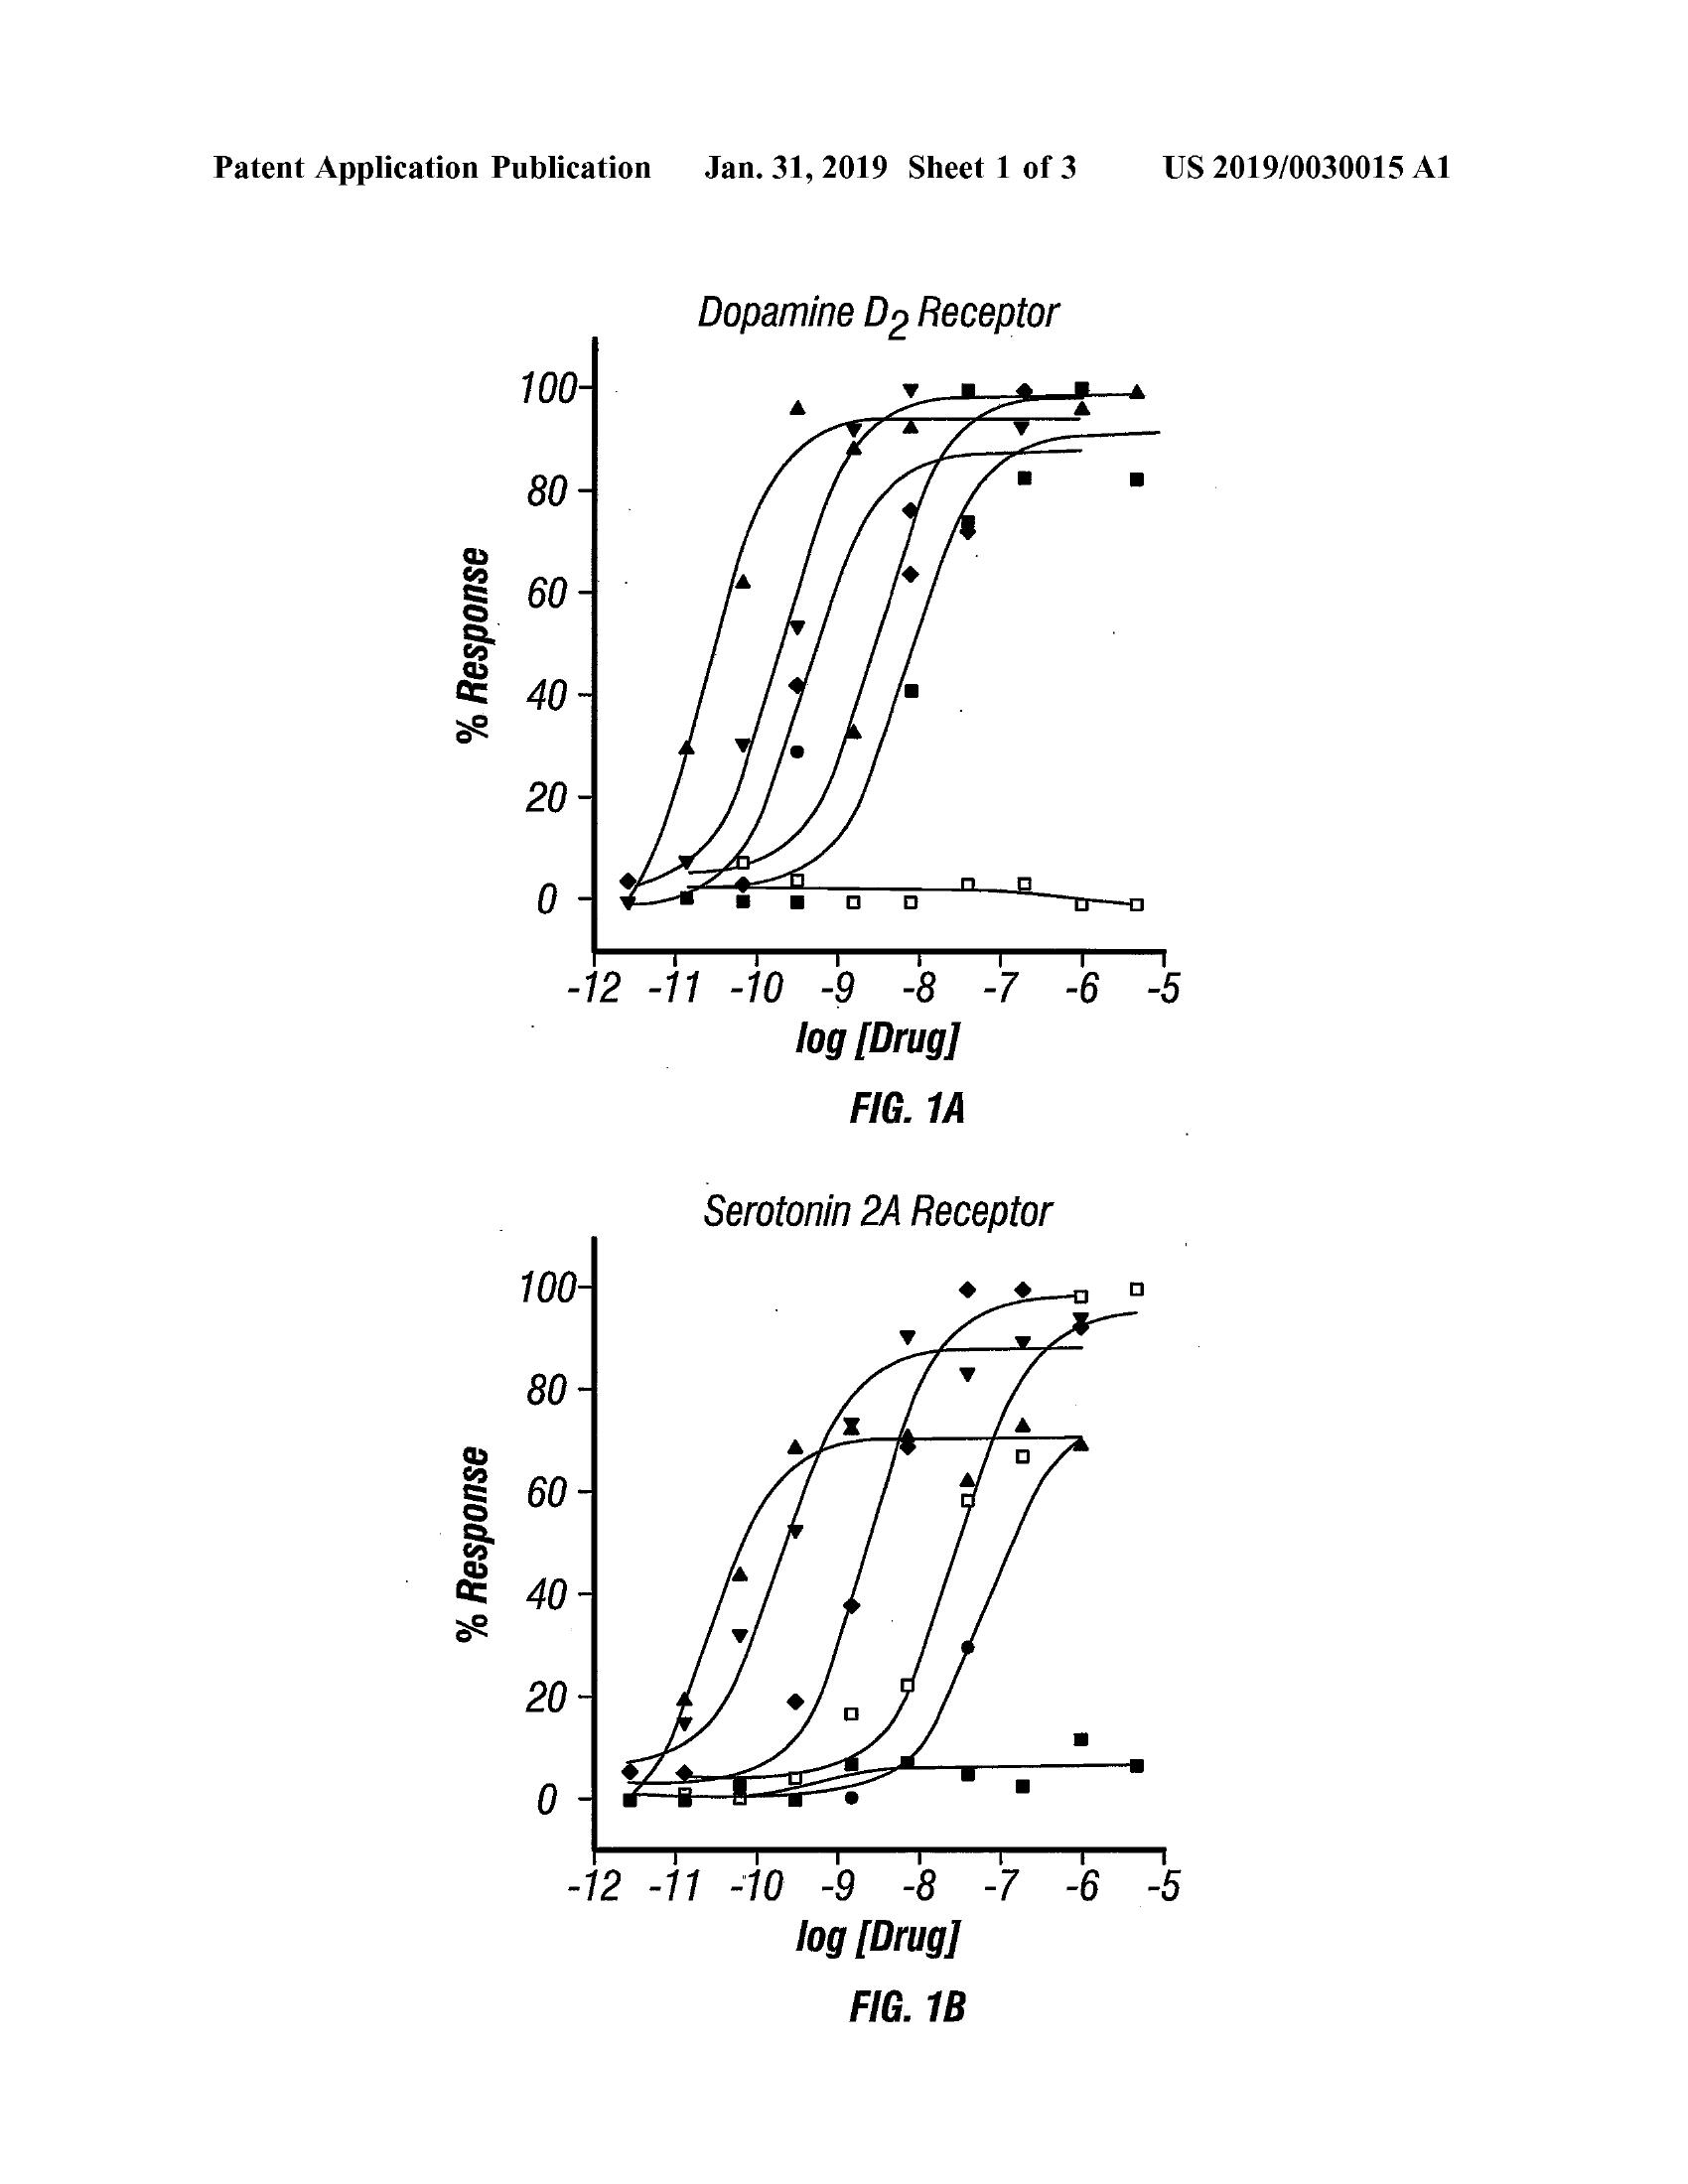 Patent Application Publication Jan. 31, 2019 Sheet 1 of 3 US 2019/0030015 A1
Dopamine D2 Receptor
100
80
60
40
20
0
% Response
-12 -11 -10 -9 -8 -7 -6 -5
log [Drug]
FIG. 1A
Serotonin 2A Receptor
100
80
60
40
20
0
% Response
-12 -11 -10 -9 -8 -7 -6 -5
log [Drug]
FIG. 1B